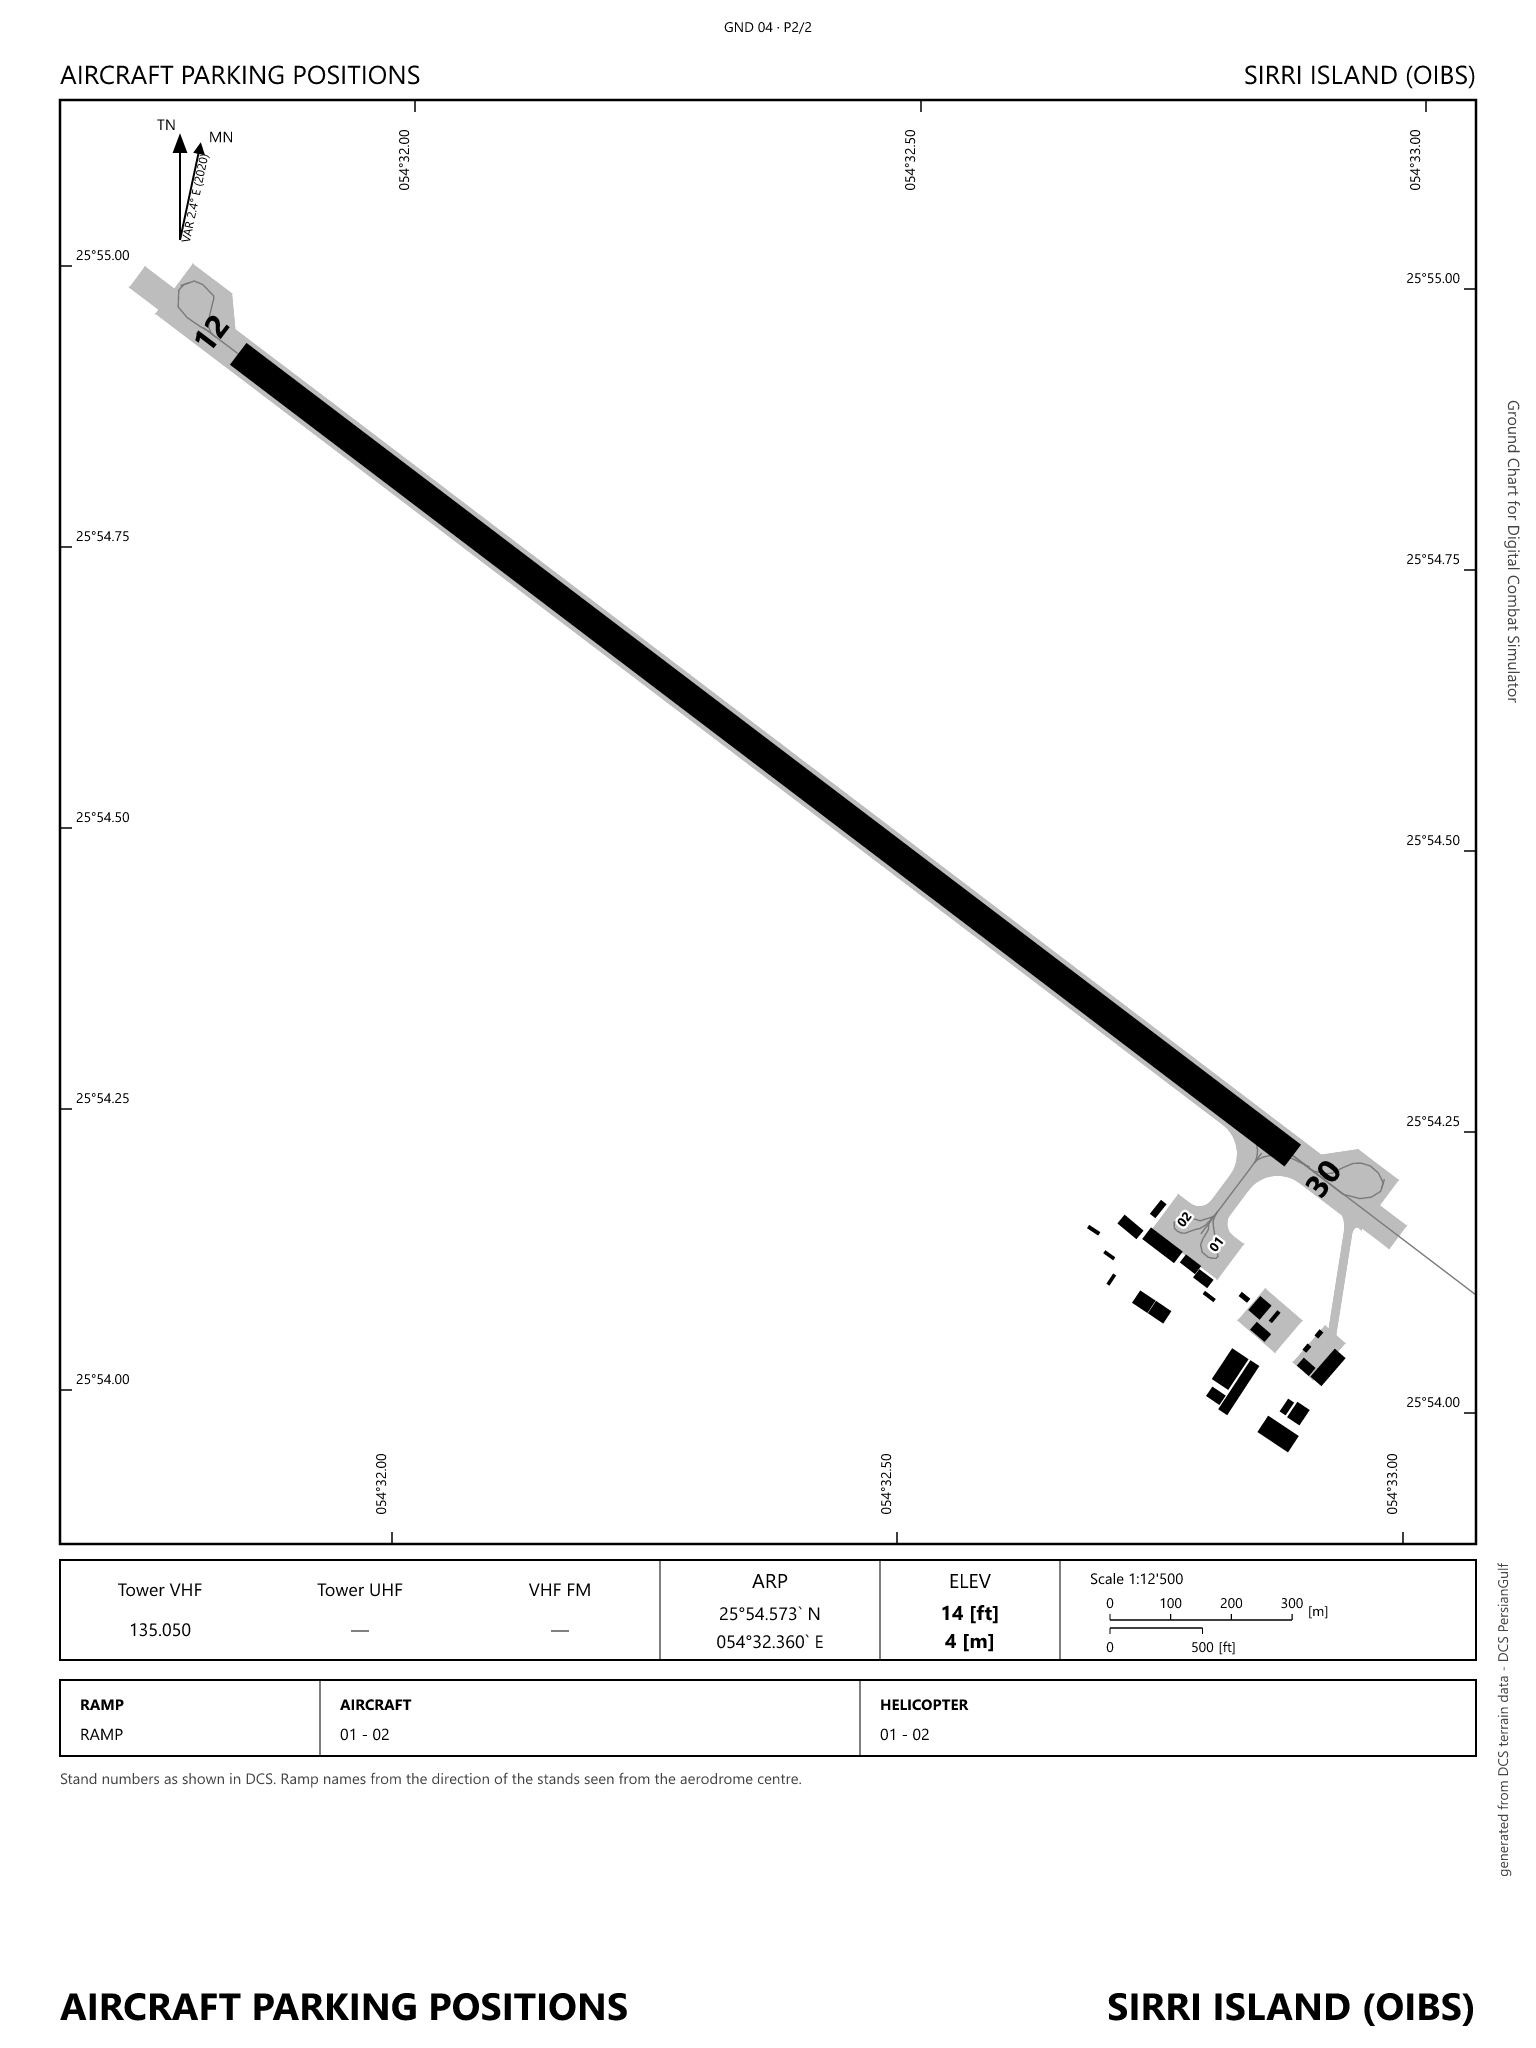 GND 04 · P2/2
AIRCRAFT PARKING POSITIONS
SIRRI ISLAND (OIBS)
TN
MN
VAR 2.4° E (2020)
054°32.00
054°32.50
054°33.00
25°55.00
25°55.00
12
25°54.75
25°54.75
25°54.50
25°54.50
25°54.25
25°54.25
30
02
01
25°54.00
25°54.00
054°32.00
054°32.50
054°33.00
Ground Chart for Digital Combat Simulator
Tower VHF
135.050
Tower UHF
—
VHF FM
—
ARP
25°54.573` N
054°32.360` E
ELEV
14 [ft]
4 [m]
Scale 1:12'500
0 100 200 300 [m]
0 500 [ft]
RAMP AIRCRAFT HELICOPTER
RAMP 01 - 02 01 - 02
Stand numbers as shown in DCS. Ramp names from the direction of the stands seen from the aerodrome centre.
generated from DCS terrain data - DCS PersianGulf
AIRCRAFT PARKING POSITIONS
SIRRI ISLAND (OIBS)